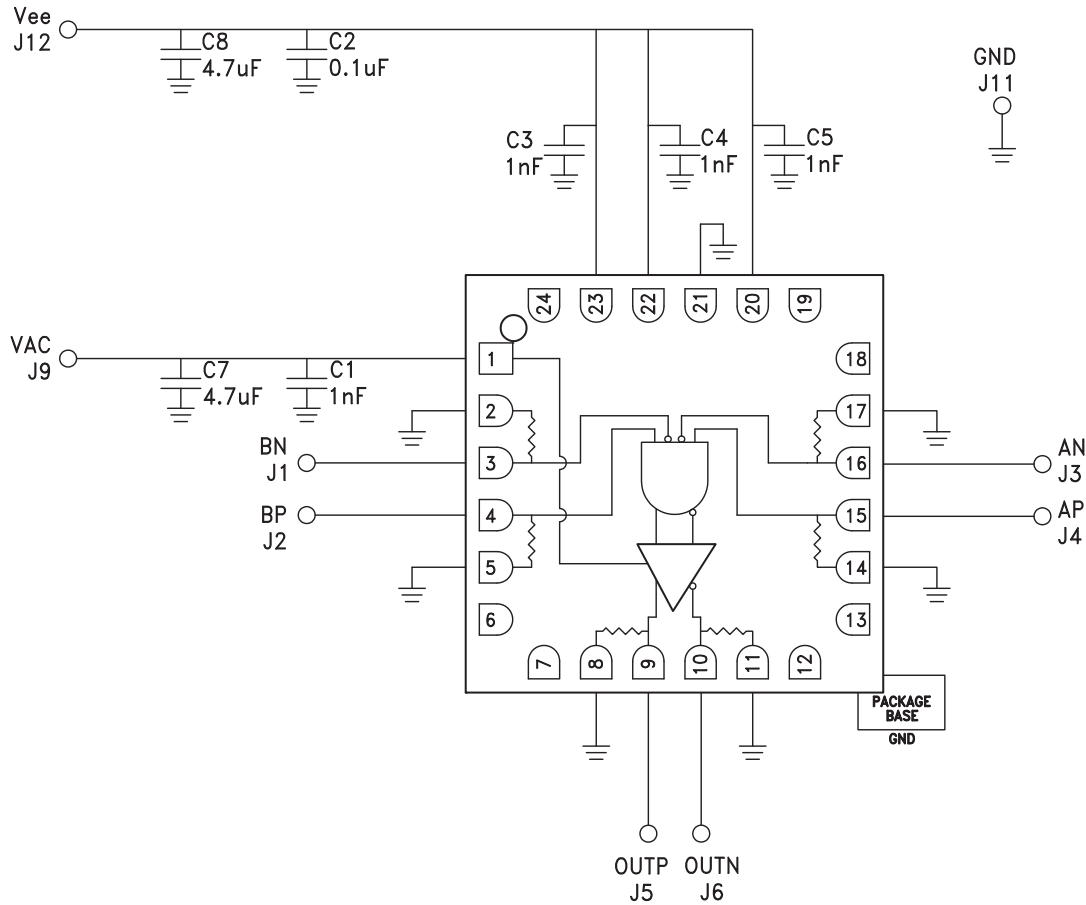 Vee
J12
C8
4.7uF
C2
0.1uF
GND
J11
C3
1nF
C4
1nF
C5
1nF
24
23
22
21
20
19
VAC
J9
C7
4.7uF
C1
1nF
1
2
3
4
5
6
18
17
16
15
14
13
BN
J1
BP
J2
AN
J3
AP
J4
7
8
9
10
11
12
PACKAGE
BASE
GND
OUTP
J5
OUTN
J6